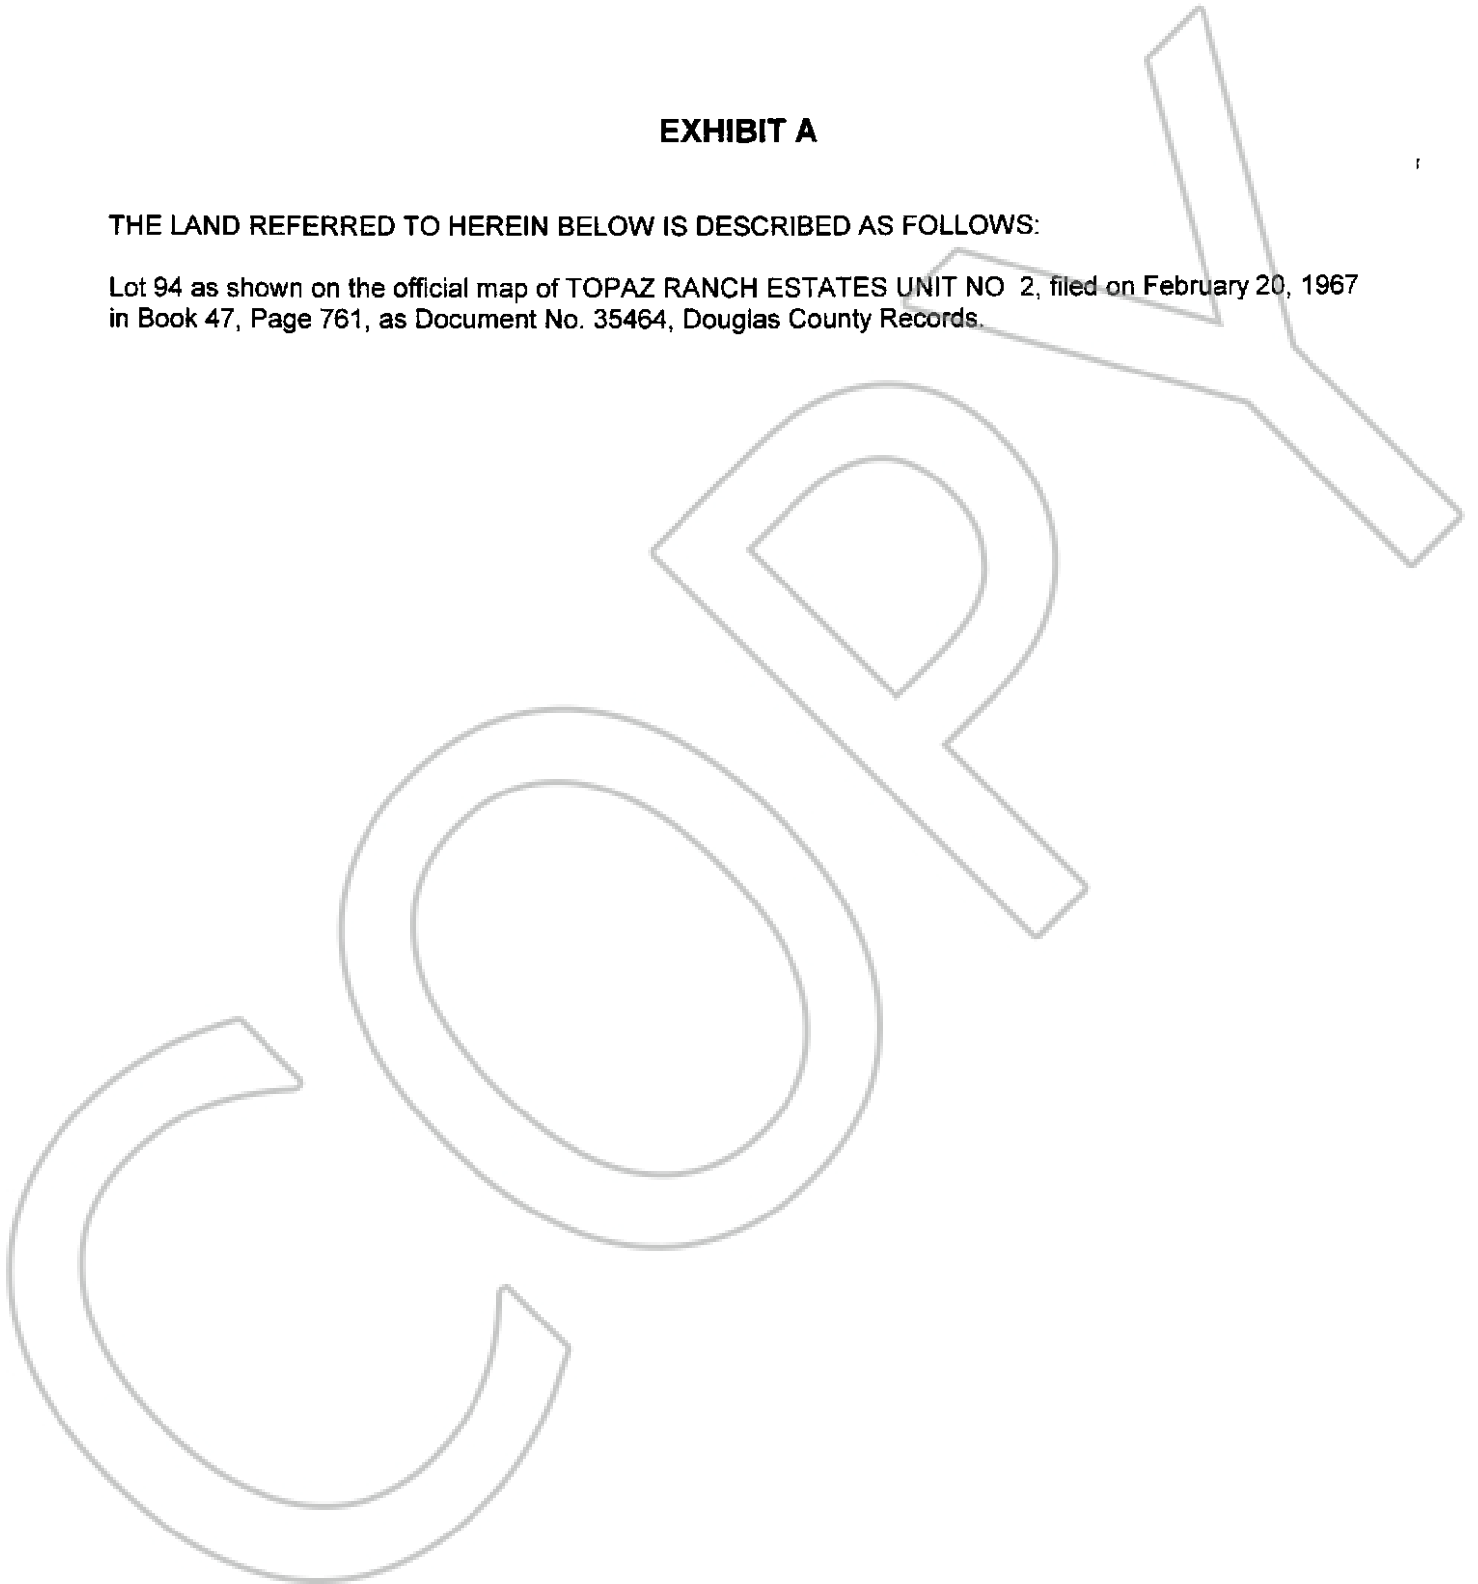 EXHIBIT A
THE LAND REFERRED TO HEREIN BELOW IS DESCRIBED AS FOLLOWS:
Lot 94 as shown on the official map of TOPAZ RANCH ESTATES UNIT NO 2, filed on February 20, 1967
in Book 47, Page 761, as Document No. 35464, Douglas County Records.
COPY